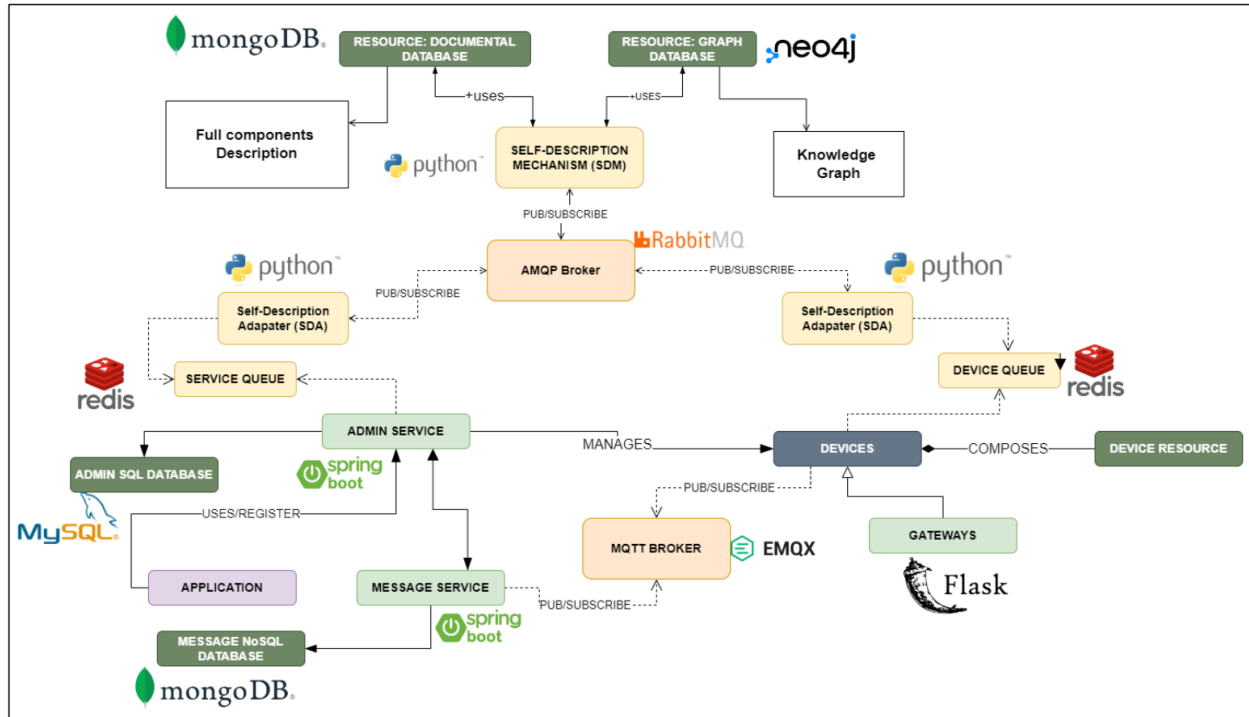 mongoDB®
RESOURCE: DOCUMENTAL
DATABASE
RESOURCE: GRAPH
DATABASE
neo4j
+uses
+USES
Full components
Description
python™
SELF-DESCRIPTION
MECHANISM (SDM)
Knowledge
Graph
PUB/SUBSCRIBE
RabbitMQ
python™
AMQP Broker
PUB/SUBSCRIBE
python™
PUB/SUBSCRIBE
Self-Description
Adapater (SDA)
Self-Description
Adapater (SDA)
redis
SERVICE QUEUE
DEVICE QUEUE
redis
ADMIN SERVICE
MANAGES
DEVICES
COMPOSES
DEVICE RESOURCE
ADMIN SQL DATABASE
spring
boot
PUB/SUBSCRIBE
MySQL®
USES/REGISTER
MQTT BROKER
EMQX
GATEWAYS
APPLICATION
MESSAGE SERVICE
PUB/SUBSCRIBE
Flask
spring
boot
MESSAGE NoSQL
DATABASE
mongoDB®